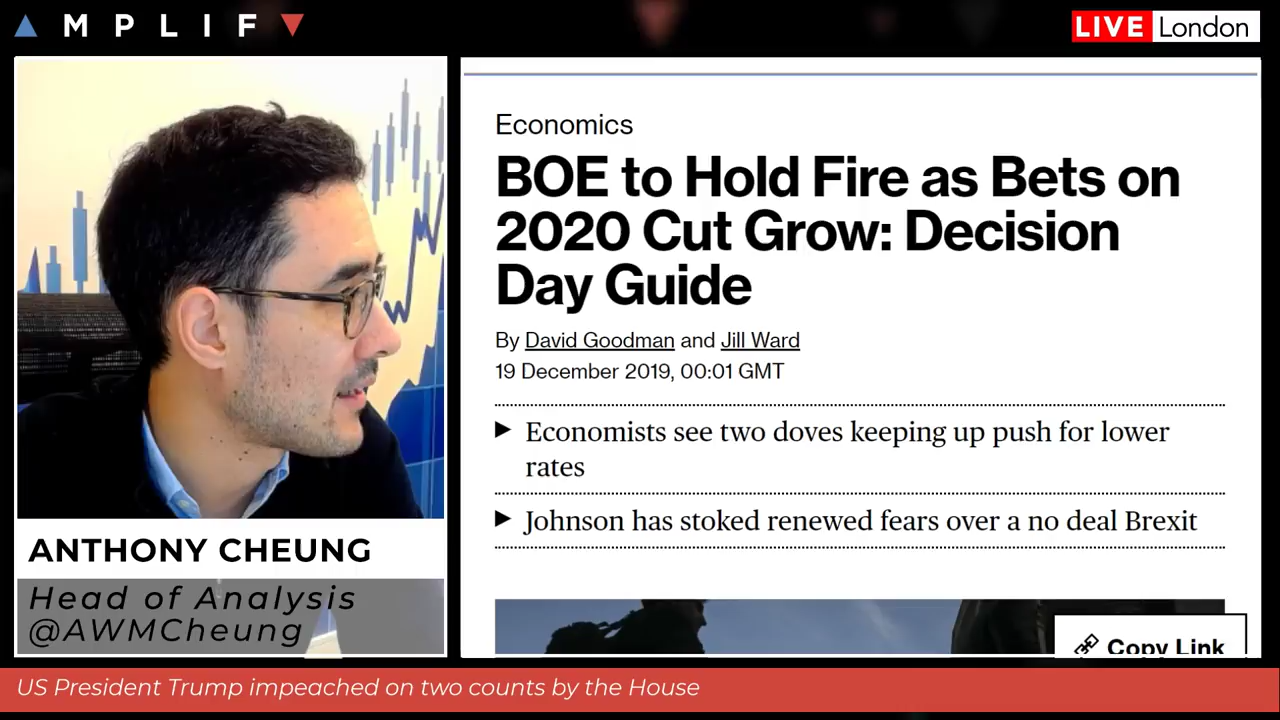 AMPLIFY
LIVE London
Economics
BOE to Hold Fire as Bets on
2020 Cut Grow: Decision
Day Guide
By David Goodman and Jill Ward
19 December 2019, 00:01 GMT
Economists see two doves keeping up push for lower
rates
Johnson has stoked renewed fears over a no deal Brexit
Copy Link
ANTHONY CHEUNG
Head of Analysis
@AWMCheung
US President Trump impeached on two counts by the House